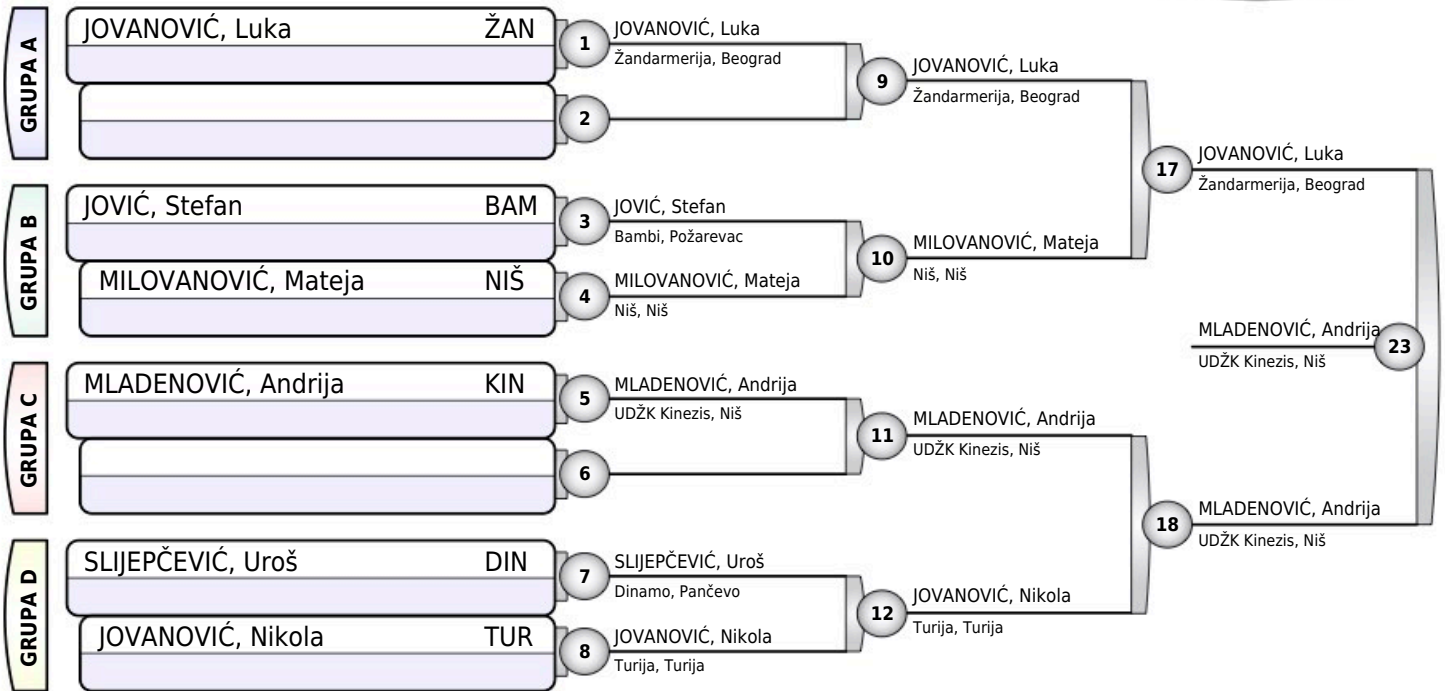 GRUPA A
JOVANOVIĆ, Luka ŽAN
1
JOVANOVIĆ, Luka
Žandarmerija, Beograd
2
9
JOVANOVIĆ, Luka
Žandarmerija, Beograd
17
JOVANOVIĆ, Luka
Žandarmerija, Beograd
GRUPA B
JOVIĆ, Stefan BAM
3
JOVIĆ, Stefan
Bambi, Požarevac
MILOVANOVIĆ, Mateja NIŠ
4
MILOVANOVIĆ, Mateja
Niš, Niš
10
MILOVANOVIĆ, Mateja
Niš, Niš
MLADENOVIĆ, Andrija
UDŽK Kinezis, Niš
23
GRUPA C
MLADENOVIĆ, Andrija KIN
5
MLADENOVIĆ, Andrija
UDŽK Kinezis, Niš
6
11
MLADENOVIĆ, Andrija
UDŽK Kinezis, Niš
18
MLADENOVIĆ, Andrija
UDŽK Kinezis, Niš
GRUPA D
SLIJEPČEVIĆ, Uroš DIN
7
SLIJEPČEVIĆ, Uroš
Dinamo, Pančevo
JOVANOVIĆ, Nikola TUR
8
JOVANOVIĆ, Nikola
Turija, Turija
12
JOVANOVIĆ, Nikola
Turija, Turija